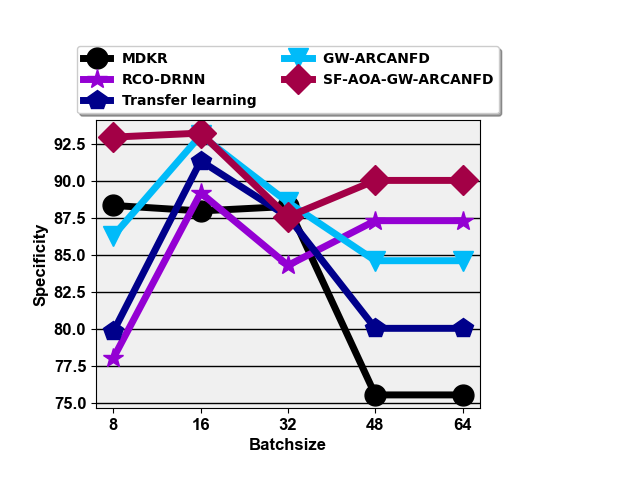 MDKR
RCO-DRNN
Transfer learning
GW-ARCANFD
SF-AOA-GW-ARCANFD
92.5
90.0
87.5
85.0
82.5
80.0
77.5
75.0
Specificity
8 16 32 48 64
Batchsize